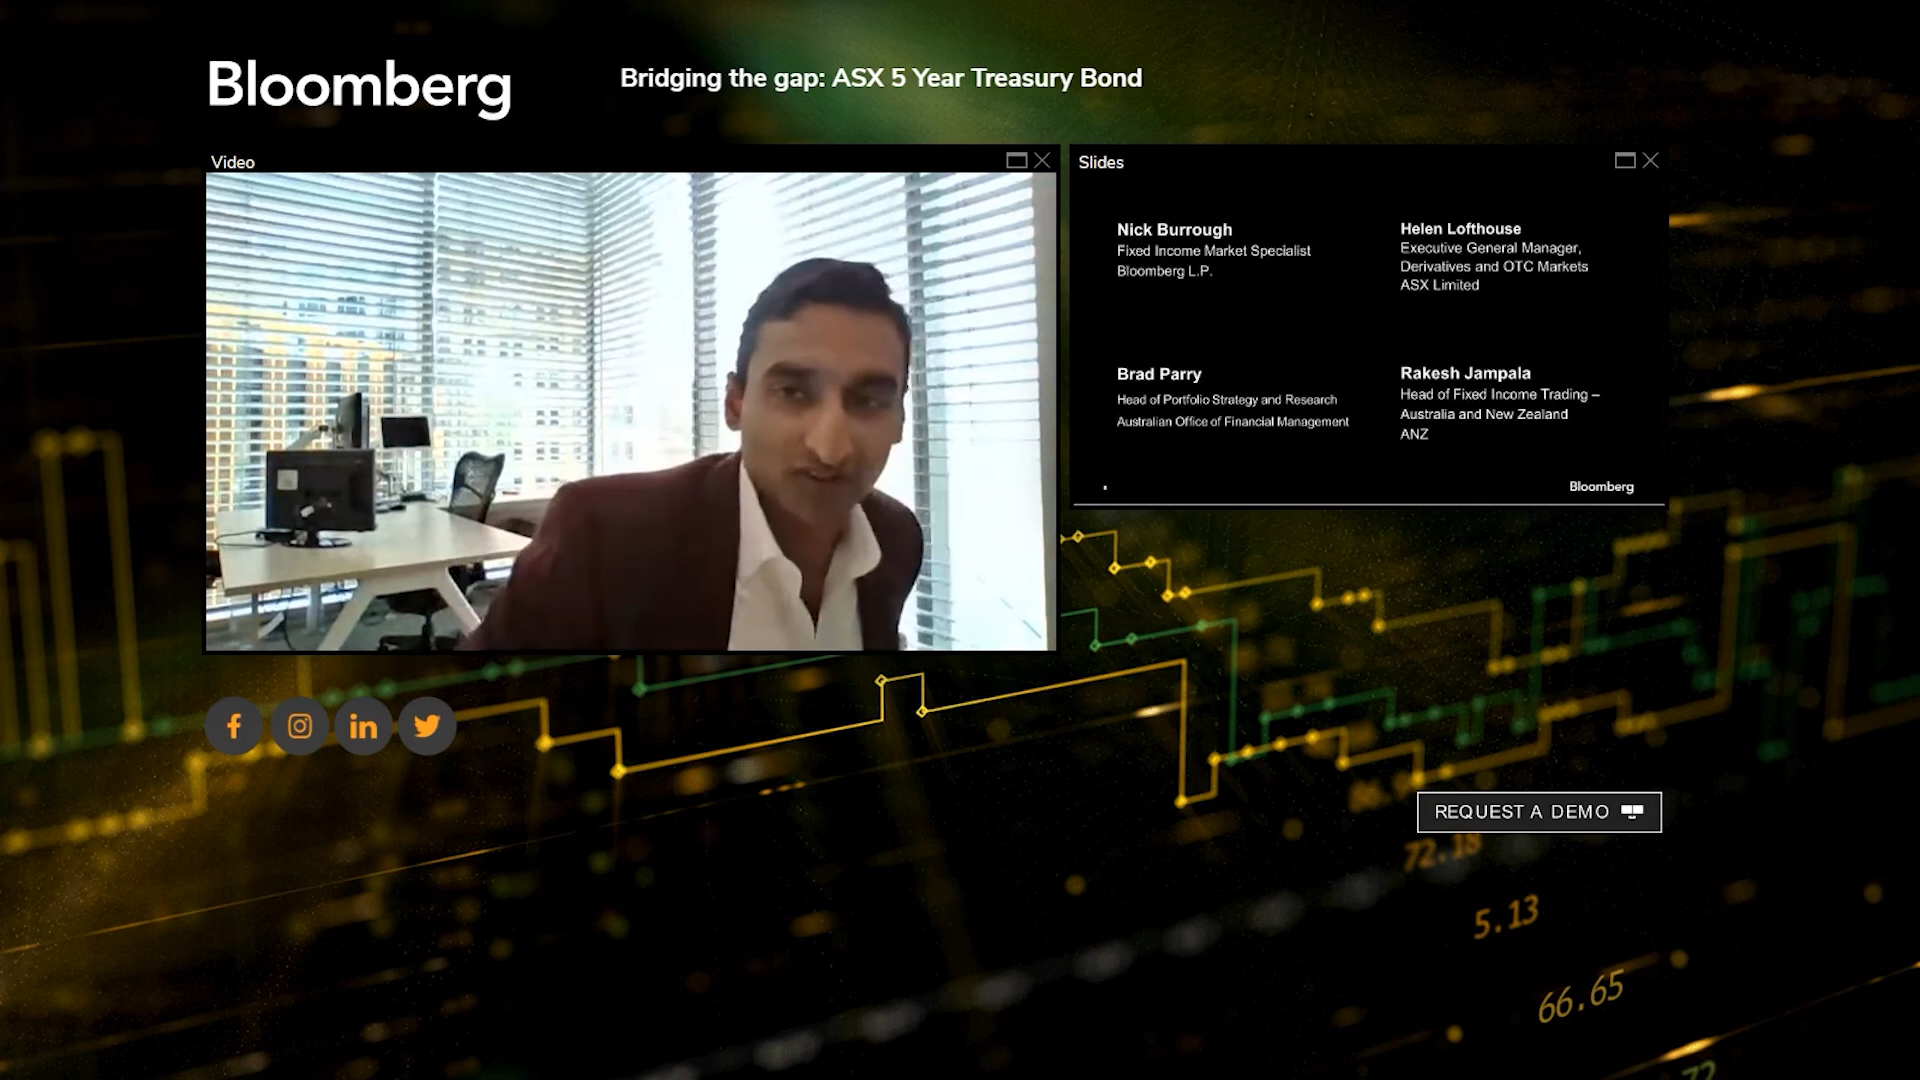 Bloomberg
Bridging the gap: ASX 5 Year Treasury Bond
Video
Slides
Nick Burrough
Fixed Income Market Specialist
Bloomberg L.P.
Helen Lofthouse
Executive General Manager,
Derivatives and OTC Markets
ASX Limited
Brad Parry
Head of Portfolio Strategy and Research
Australian Office of Financial Management
Rakesh Jampala
Head of Fixed Income Trading –
Australia and New Zealand
ANZ
Bloomberg
REQUEST A DEMO
72.18
5.13
66.65
72